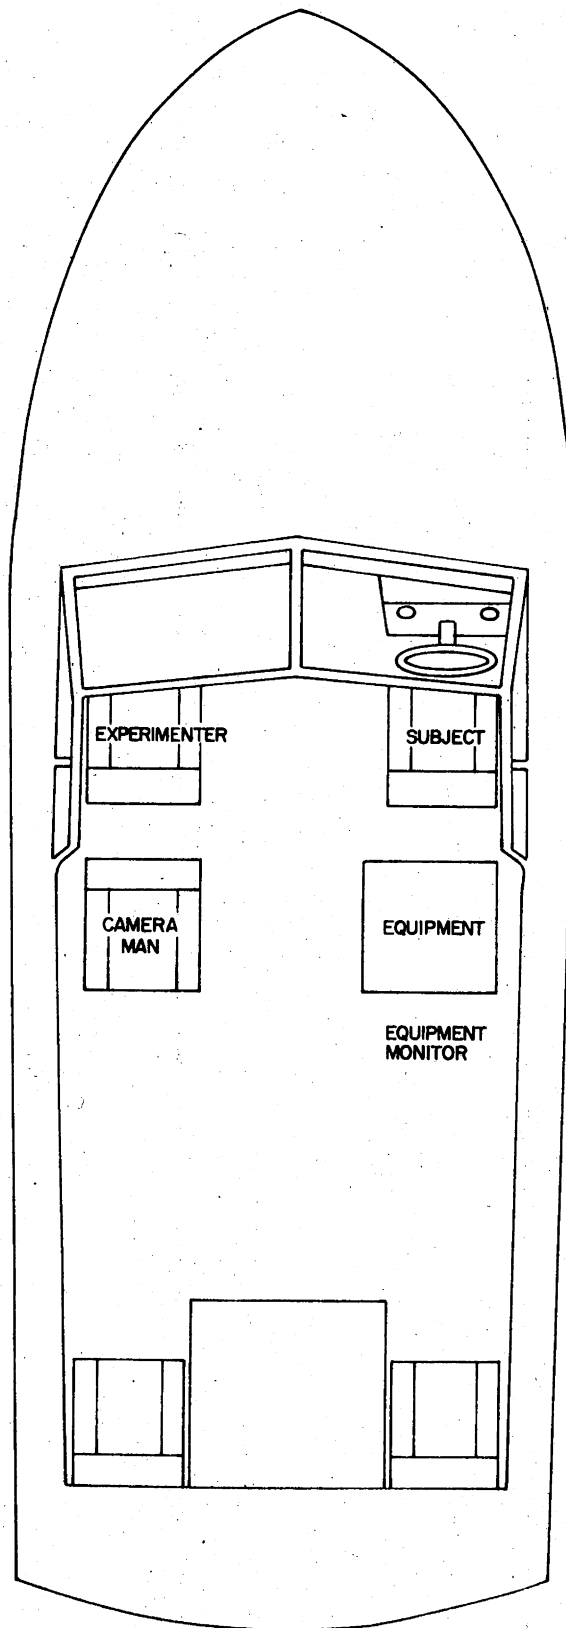 EXPERIMENTER
SUBJECT
CAMERA
MAN
EQUIPMENT
EQUIPMENT
MONITOR